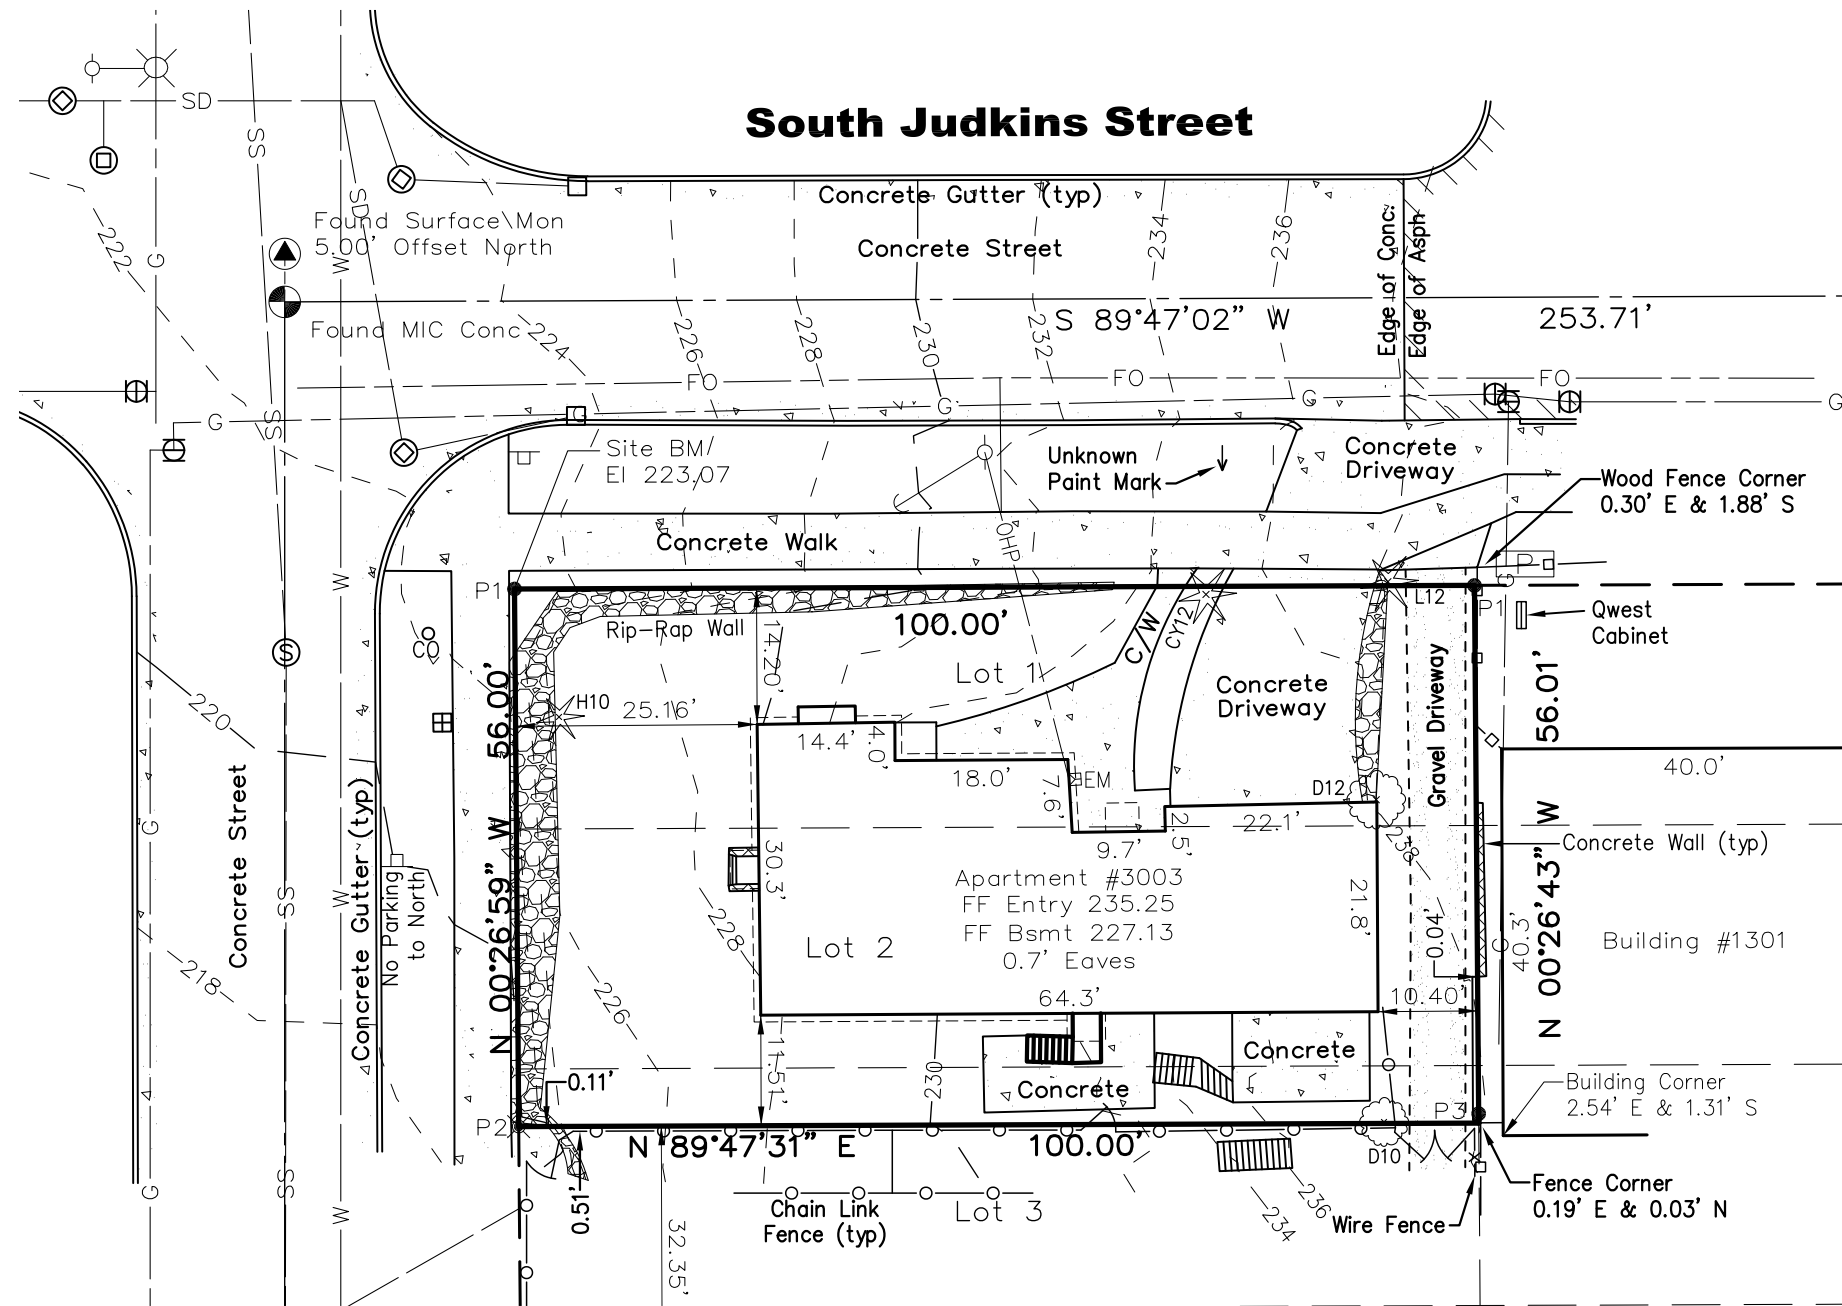 South Judkins Street
SD
SS
SD
Concrete Gutter (typ)
Found Surface\Mon
5.00' Offset North
Concrete Street
222
G
W
234
236
Edge of Conc.
Edge of Asph
S 89°47'02" W
253.71'
Found MIC Conc
224
226
228
230
232
FO
FO
FO
G
G
G
G
SS
Site BM/
El 223.07
Unknown
Paint Mark
Concrete
Driveway
Wood Fence Corner
0.30' E & 1.88' S
Concrete Walk
OHP
P
G
W
P1
P1
L12
Qwest
Cabinet
Rip-Rap Wall
100.00'
14.20'
C/W
CY12
CO
Lot 1
Concrete
Driveway
Gravel Driveway
56.00'
56.01'
H10
25.16'
220
14.4'
4.0'
18.0'
7.6'
EM
D12
40.0'
G
22.1'
2.5'
9.7'
238
Concrete Wall (typ)
30.3'
Apartment #3003
FF Entry 235.25
FF Bsmt 227.13
0.7' Eaves
21.8'
Concrete Street
SS
W
Concrete Gutter (typ)
No Parking
to North
N 00°26'59" W
228
Lot 2
0.04'
G
40.3'
N 00°26'43" W
Building #1301
218
226
64.3'
10.40'
11.51'
230
Concrete
Concrete
0.11'
Building Corner
2.54' E & 1.31' S
P2
P3
N 89°47'31" E
100.00'
D10
0.51'
Chain Link
Fence (typ)
Lot 3
236
234
Wire Fence
Fence Corner
0.19' E & 0.03' N
32.35'
G
SS
W